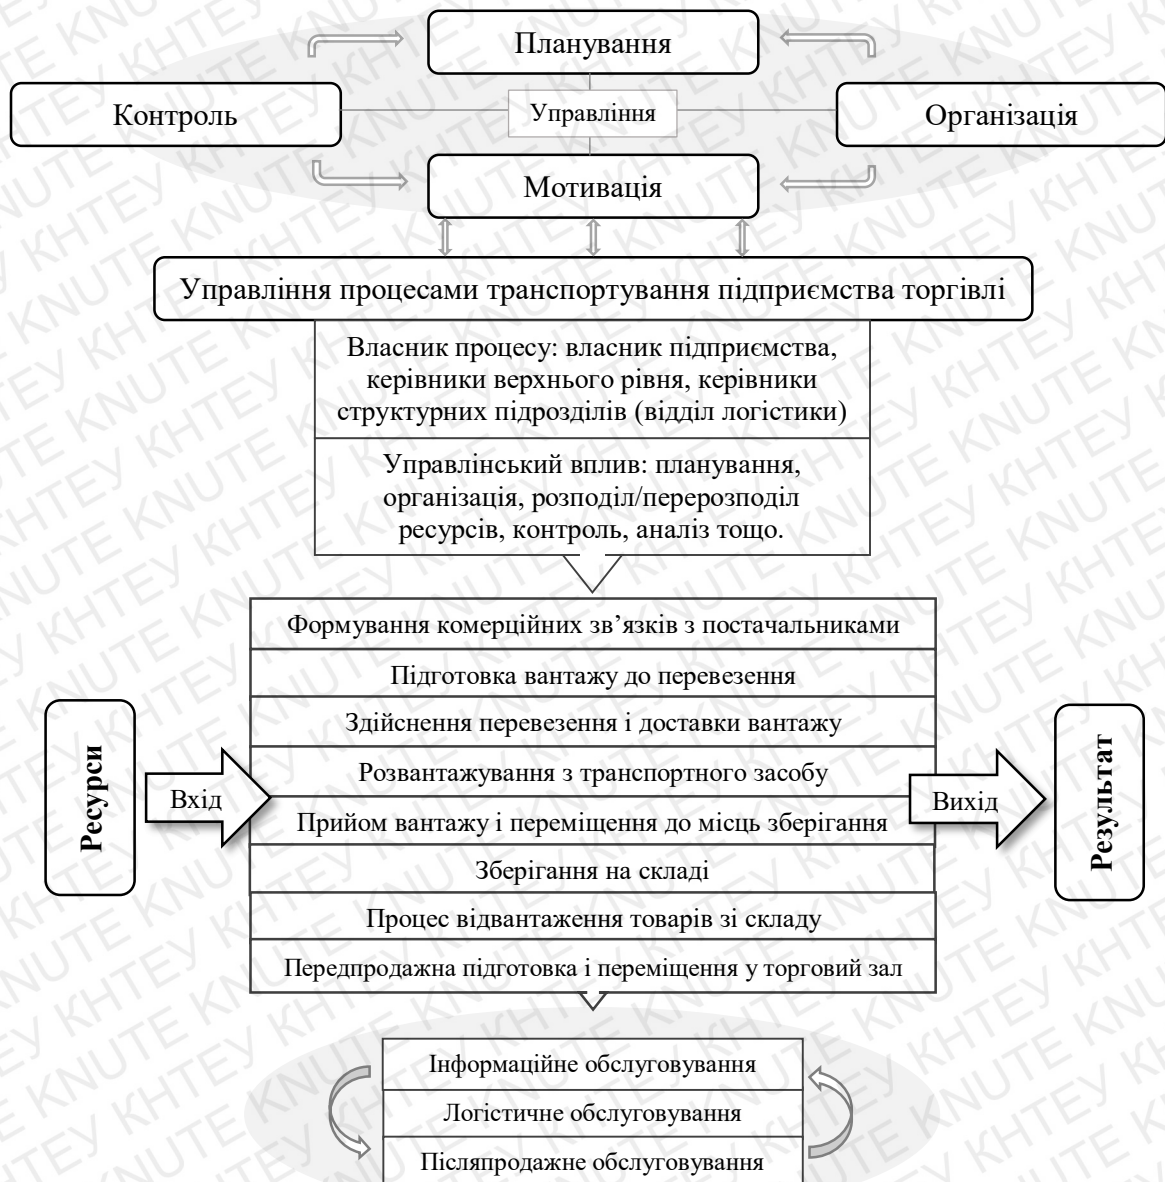 Планування
Контроль
Управління
Організація
Мотивація
Управління процесами транспортування підприємства торгівлі
Власник процесу: власник підприємства,
керівники верхнього рівня, керівники
структурних підрозділів (відділ логістики)
Управлінський вплив: планування,
організація, розподіл/перерозподіл
ресурсів, контроль, аналіз тощо.
Формування комерційних зв’язків з постачальниками
Підготовка вантажу до перевезення
Здійснення перевезення і доставки вантажу
Розвантажування з транспортного засобу
Прийом вантажу і переміщення до місць зберігання
Зберігання на складі
Процес відвантаження товарів зі складу
Передпродажна підготовка і переміщення у торговий зал
Ресурси
Вхід
Вихід
Результат
Інформаційне обслуговування
Логістичне обслуговування
Післяпродажне обслуговування